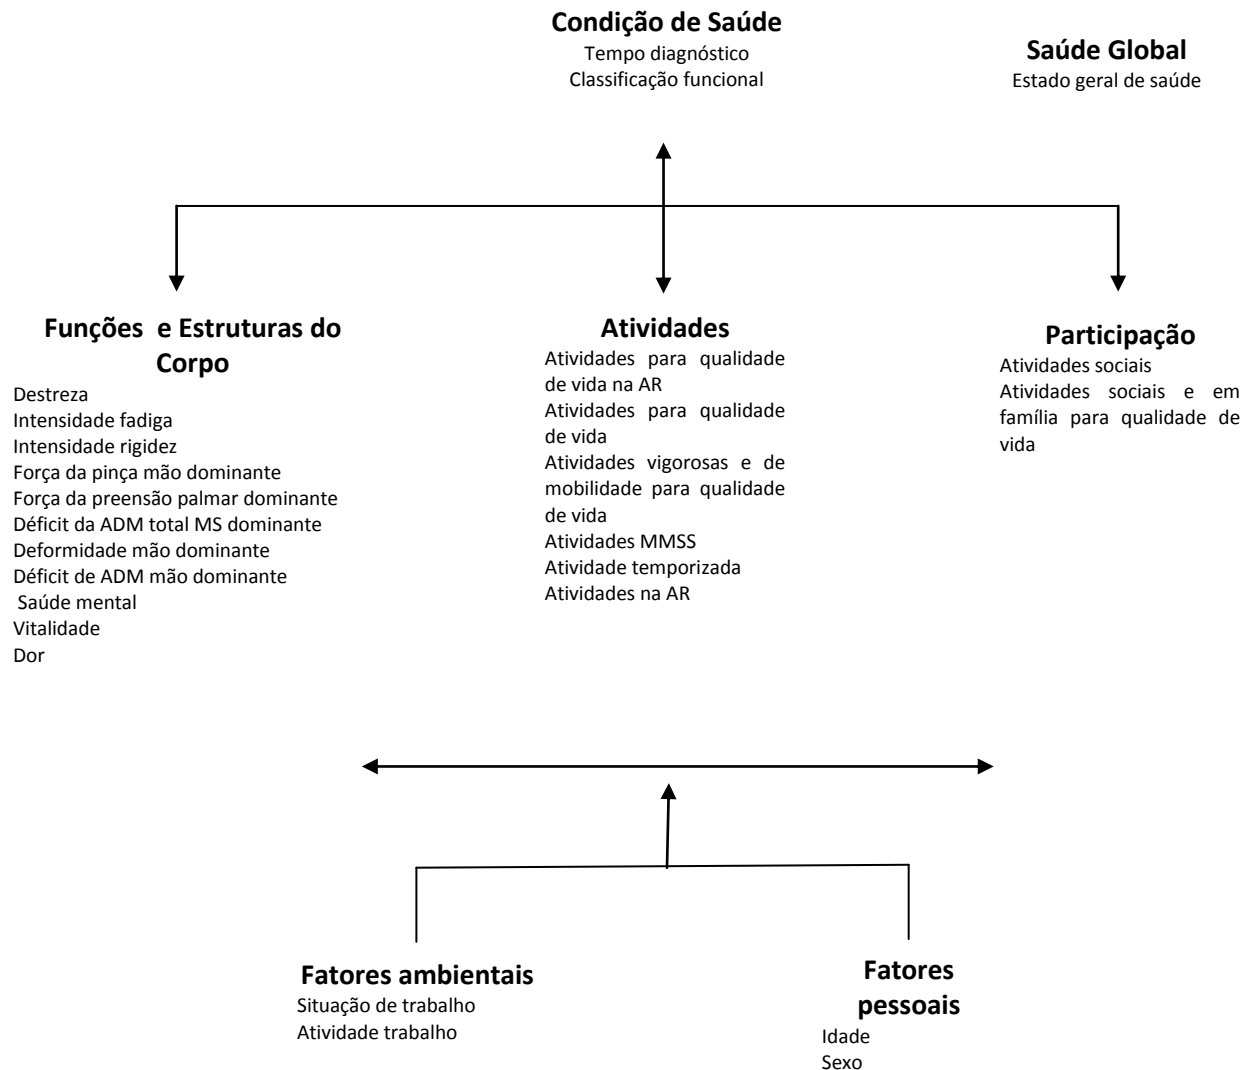 Condição de Saúde
Tempo diagnóstico
Classificação funcional
Saúde Global
Estado geral de saúde
Funções e Estruturas do
Corpo
Destreza
Intensidade fadiga
Intensidade rigidez
Força da pinça mão dominante
Força da preensão palmar dominante
Déficit da ADM total MS dominante
Deformidade mão dominante
Déficit de ADM mão dominante
Saúde mental
Vitalidade
Dor
Atividades
Atividades para qualidade
de vida na AR
Atividades para qualidade
de vida
Atividades vigorosas e de
mobilidade para qualidade
de vida
Atividades MMSS
Atividade temporizada
Atividades na AR
Participação
Atividades sociais
Atividades sociais e em
família para qualidade de
vida
Fatores ambientais
Situação de trabalho
Atividade trabalho
Fatores
pessoais
Idade
Sexo